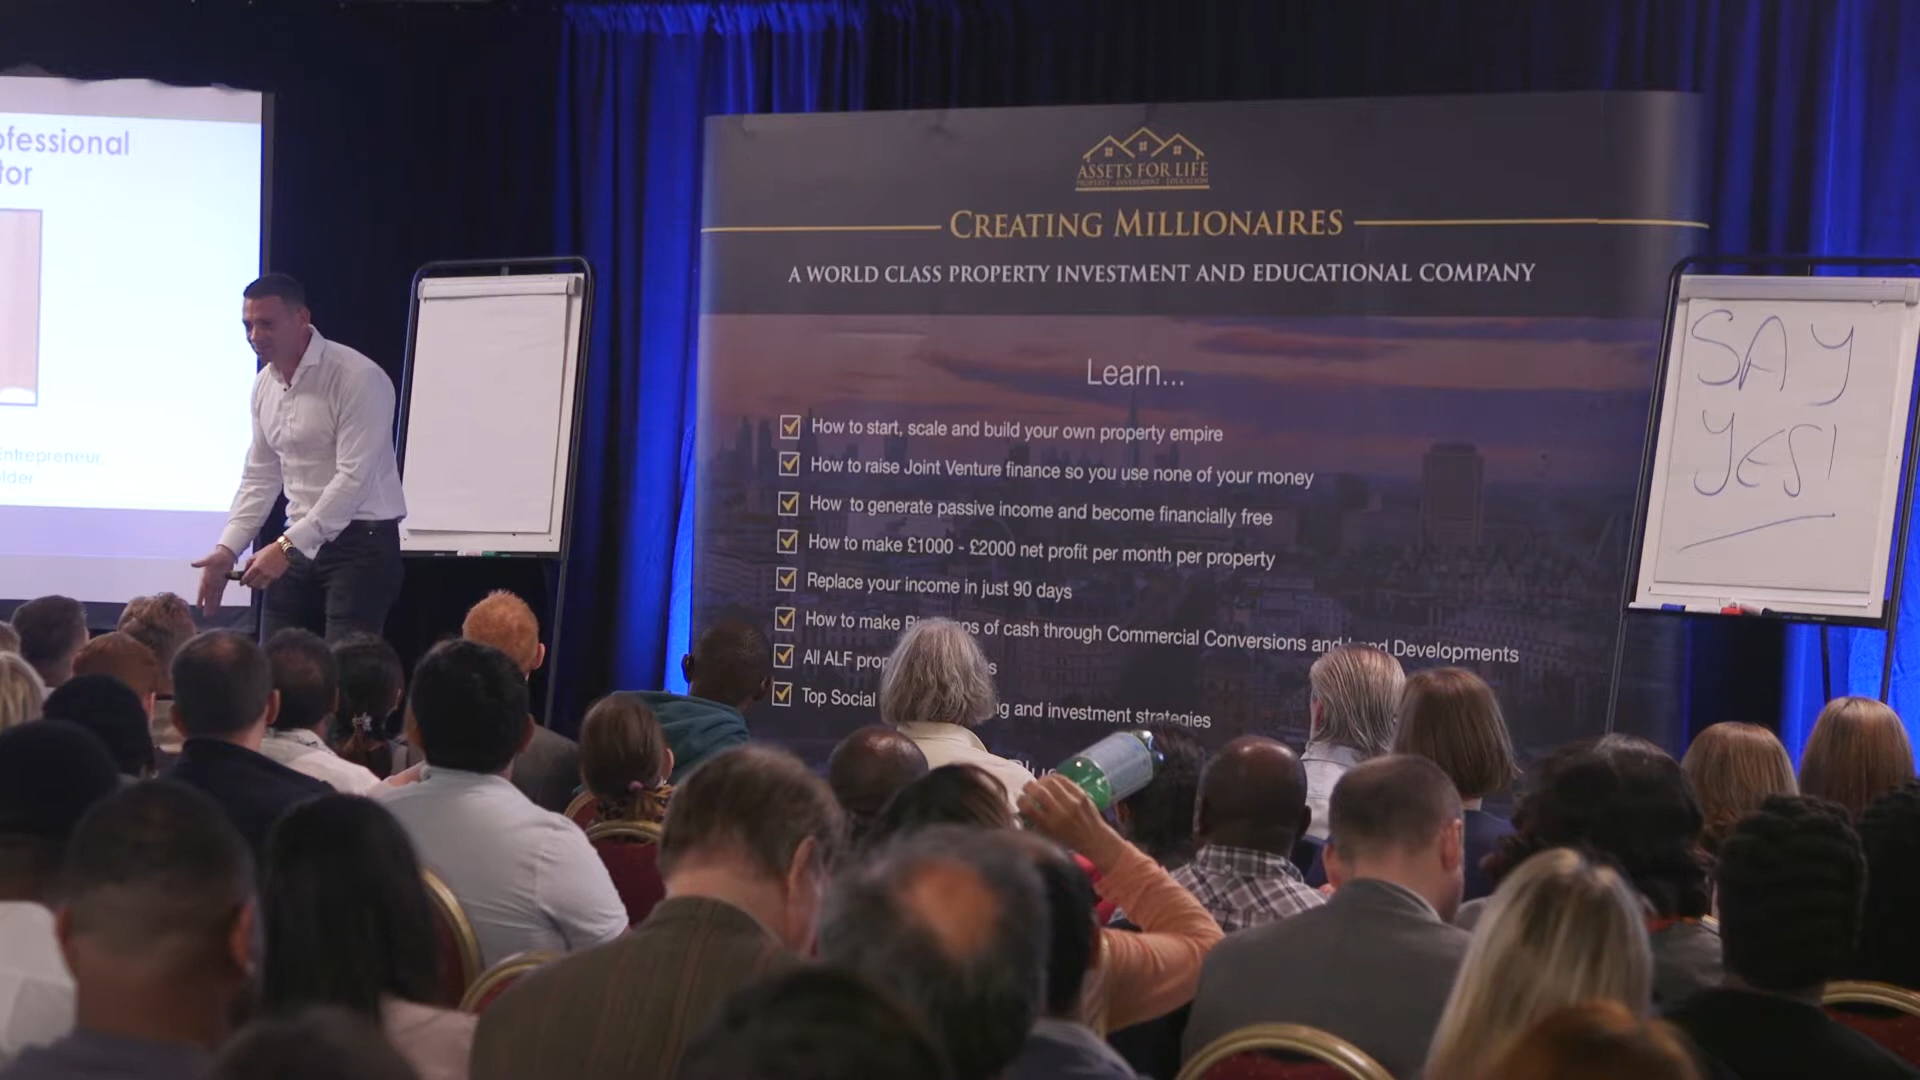 ofessional
tor
Entrepreneur,
lder
ASSETS FOR LIFE
PROPERTY · INVESTMENT · EDUCATION
CREATING MILLIONAIRES
A WORLD CLASS PROPERTY INVESTMENT AND EDUCATIONAL COMPANY
Learn...
How to start, scale and build your own property empire
How to raise Joint Venture finance so you use none of your money
How to generate passive income and become financially free
How to make £1000 - £2000 net profit per month per property
Replace your income in just 90 days
How to make of cash through Commercial Conversions and Developments
All ALF
Top Social and investment strategies
SAY
YES!